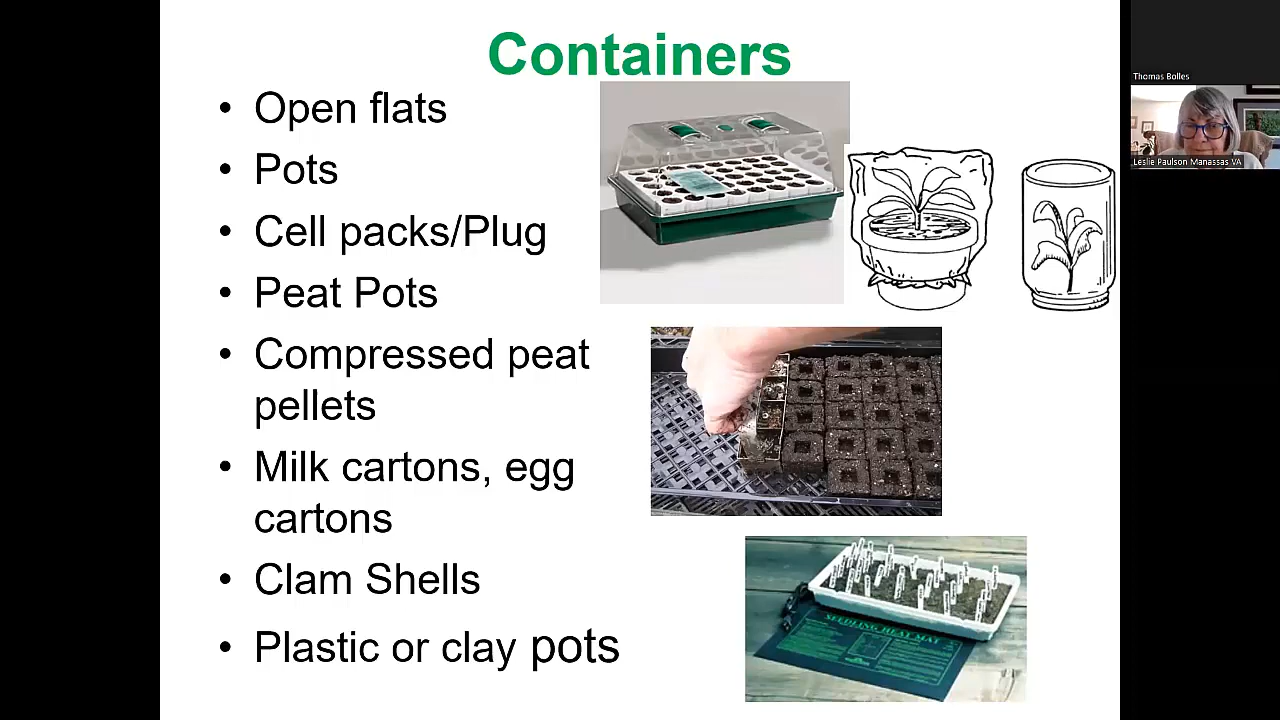 Containers
• Open flats
• Pots
• Cell packs/Plug
• Peat Pots
• Compressed peat
pellets
• Milk cartons, egg
cartons
• Clam Shells
• Plastic or clay pots
SEEDLING HEAT MAT
Thomas Bolles
Leslie Paulson Manassas VA